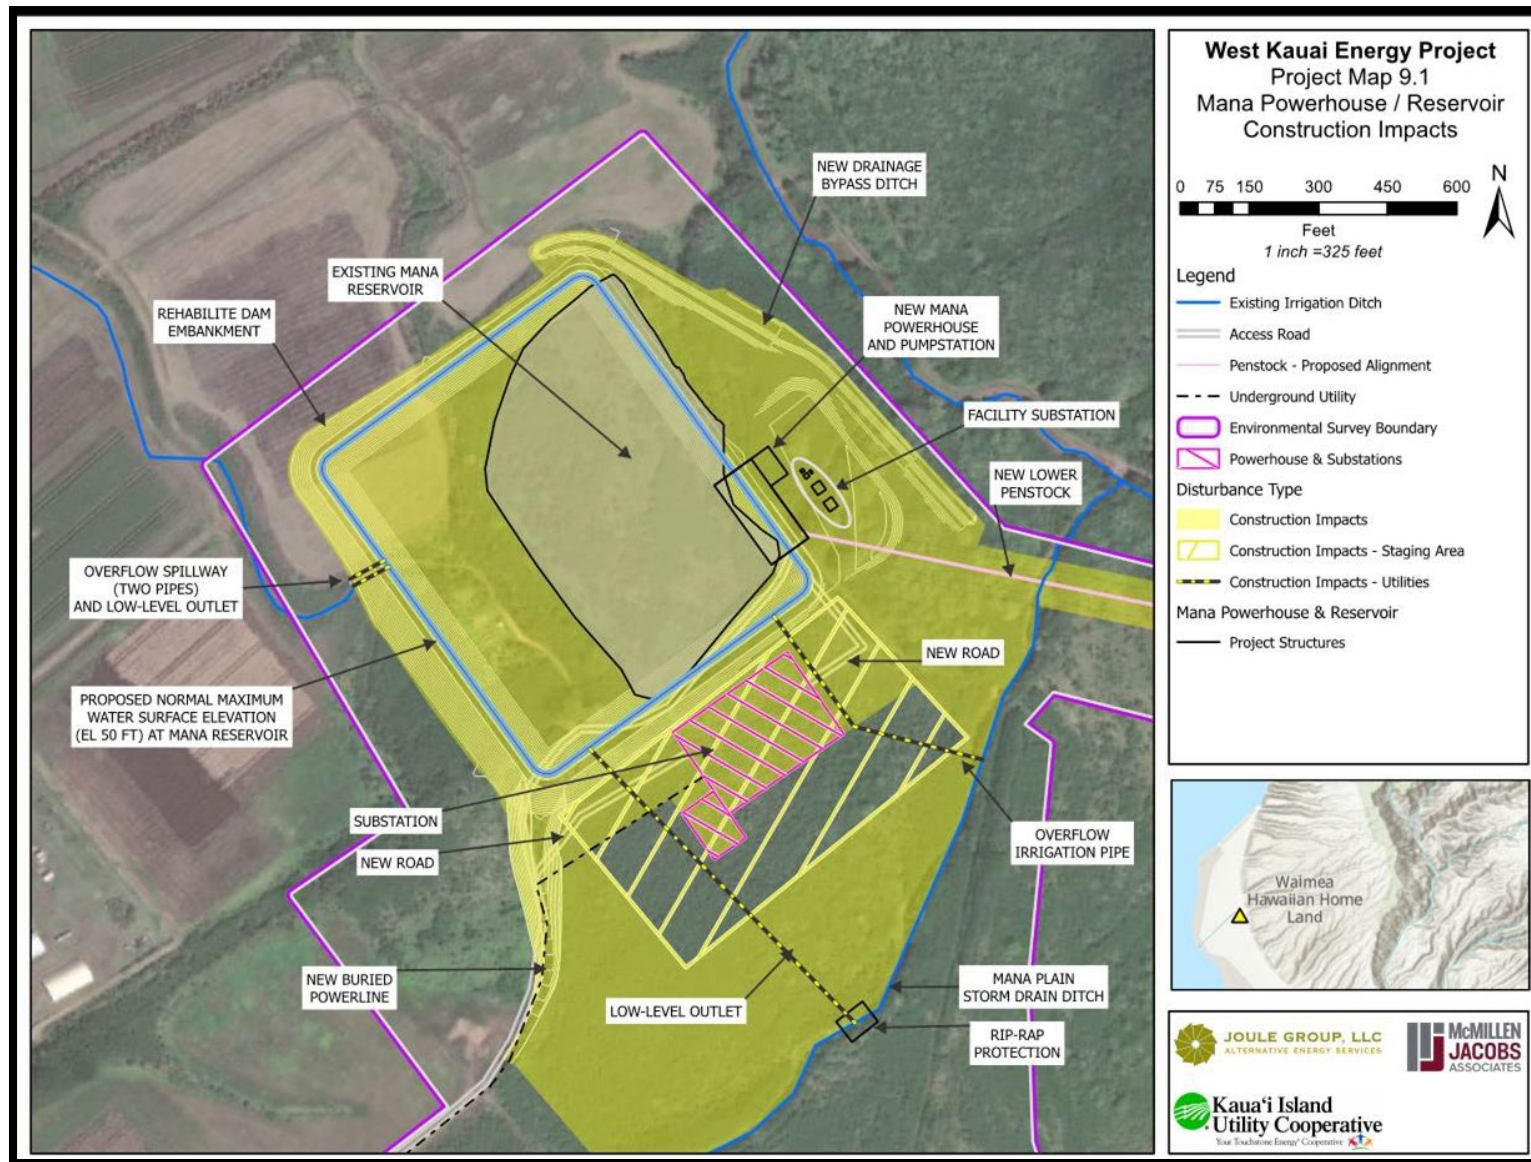 West Kauai Energy Project
Project Map 9.1
Mana Powerhouse / Reservoir
Construction Impacts
N
0 75 150 300 450 600
Feet
1 inch =325 feet
Legend
Existing Irrigation Ditch
Access Road
Penstock - Proposed Alignment
Underground Utility
Environmental Survey Boundary
Powerhouse & Substations
Disturbance Type
Construction Impacts
Construction Impacts - Staging Area
Construction Impacts - Utilities
Mana Powerhouse & Reservoir
Project Structures
NEW DRAINAGE
BYPASS DITCH
EXISTING MANA
RESERVOIR
REHABILITE DAM
EMBANKMENT
NEW MANA
POWERHOUSE
AND PUMPSTATION
FACILITY SUBSTATION
NEW LOWER
PENSTOCK
OVERFLOW SPILLWAY
(TWO PIPES)
AND LOW-LEVEL OUTLET
NEW ROAD
PROPOSED NORMAL MAXIMUM
WATER SURFACE ELEVATION
(EL 50 FT) AT MANA RESERVOIR
SUBSTATION
NEW ROAD
OVERFLOW
IRRIGATION PIPE
NEW BURIED
POWERLINE
LOW-LEVEL OUTLET
MANA PLAIN
STORM DRAIN DITCH
RIP-RAP
PROTECTION
Waimea
Hawaiian Home
Land
JOULE GROUP, LLC
ALTERNATIVE ENERGY SERVICES
McMILLEN
JACOBS
ASSOCIATES
Kaua‘i Island
Utility Cooperative
Your Touchstone Energy® Cooperative